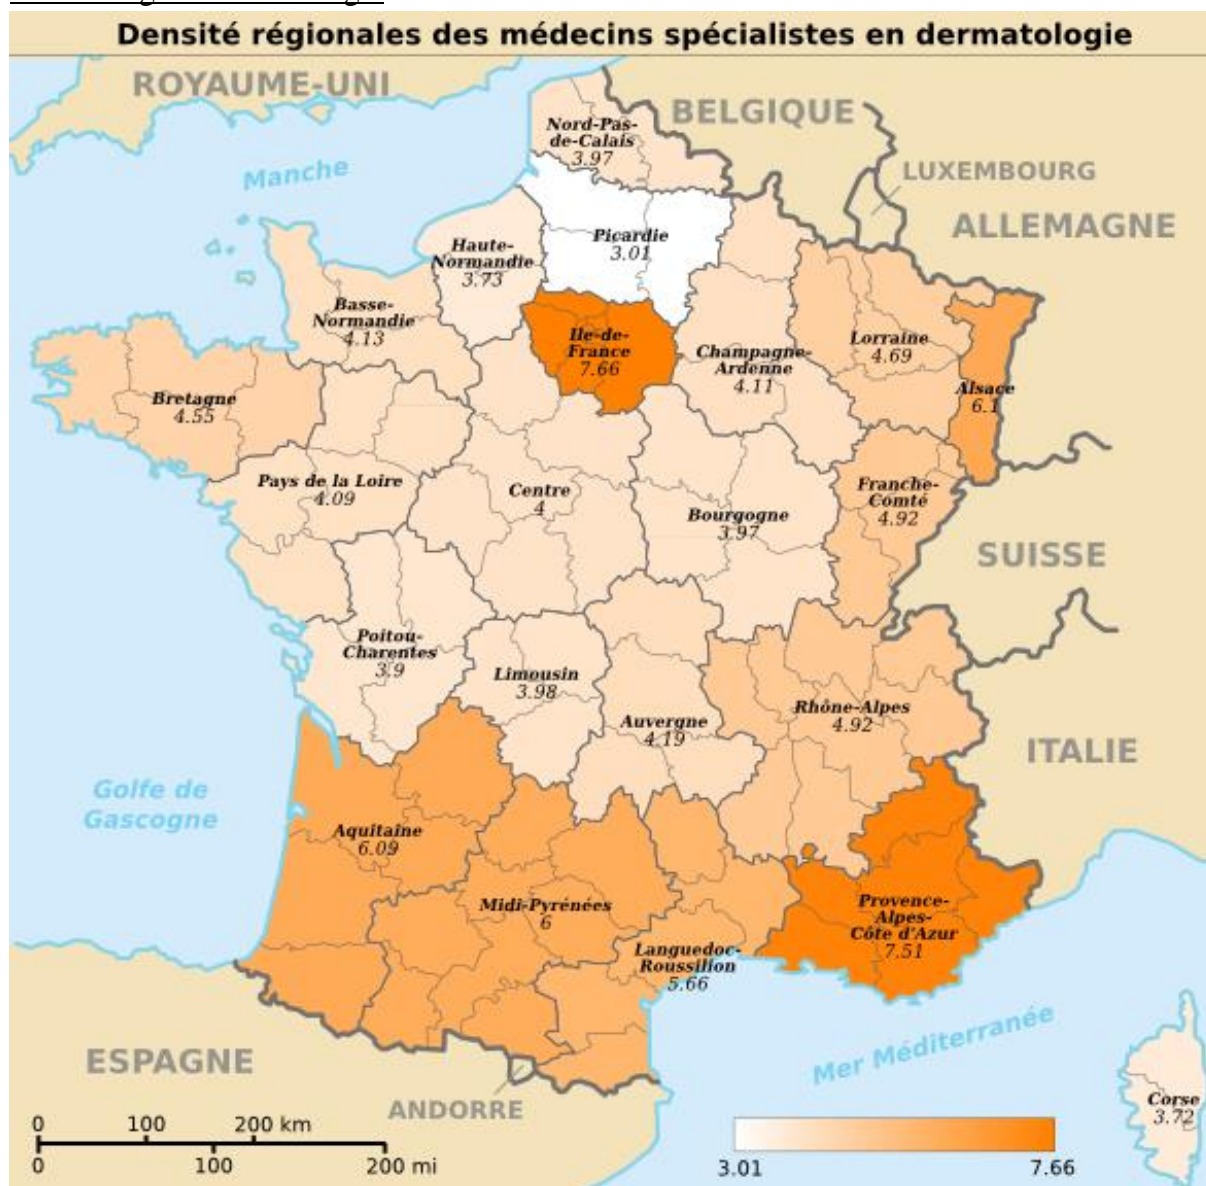 Densité régionales des médecins spécialistes en dermatologie
ROYAUME-UNI
BELGIQUE
Nord-Pas-
de-Calais
3.97
Manche
LUXEMBOURG
ALLEMAGNE
Picardie
3.01
Haute-
Normandie
3.73
Basse-
Normandie
4.13
Ile-de-
France
7.66
Champagne-
Ardenne
4.11
Lorraine
4.69
Alsace
6.1
Bretagne
4.55
Pays de la Loire
4.09
Centre
4
Bourgogne
3.97
Franche-
Comté
4.92
SUISSE
Poitou-
Charentes
3.9
Limousin
3.98
Auvergne
4.19
Rhône-Alpes
4.92
ITALIE
Golfe de
Gascogne
Aquitaine
6.09
Midi-Pyrénées
6
Languedoc-
Roussillon
5.66
Provence-
Alpes-
Côte d'Azur
7.51
Mer Méditerranée
ESPAGNE
ANDORRE
Corse
3.72
0 100 200 km
0 100 200 mi
3.01 7.66